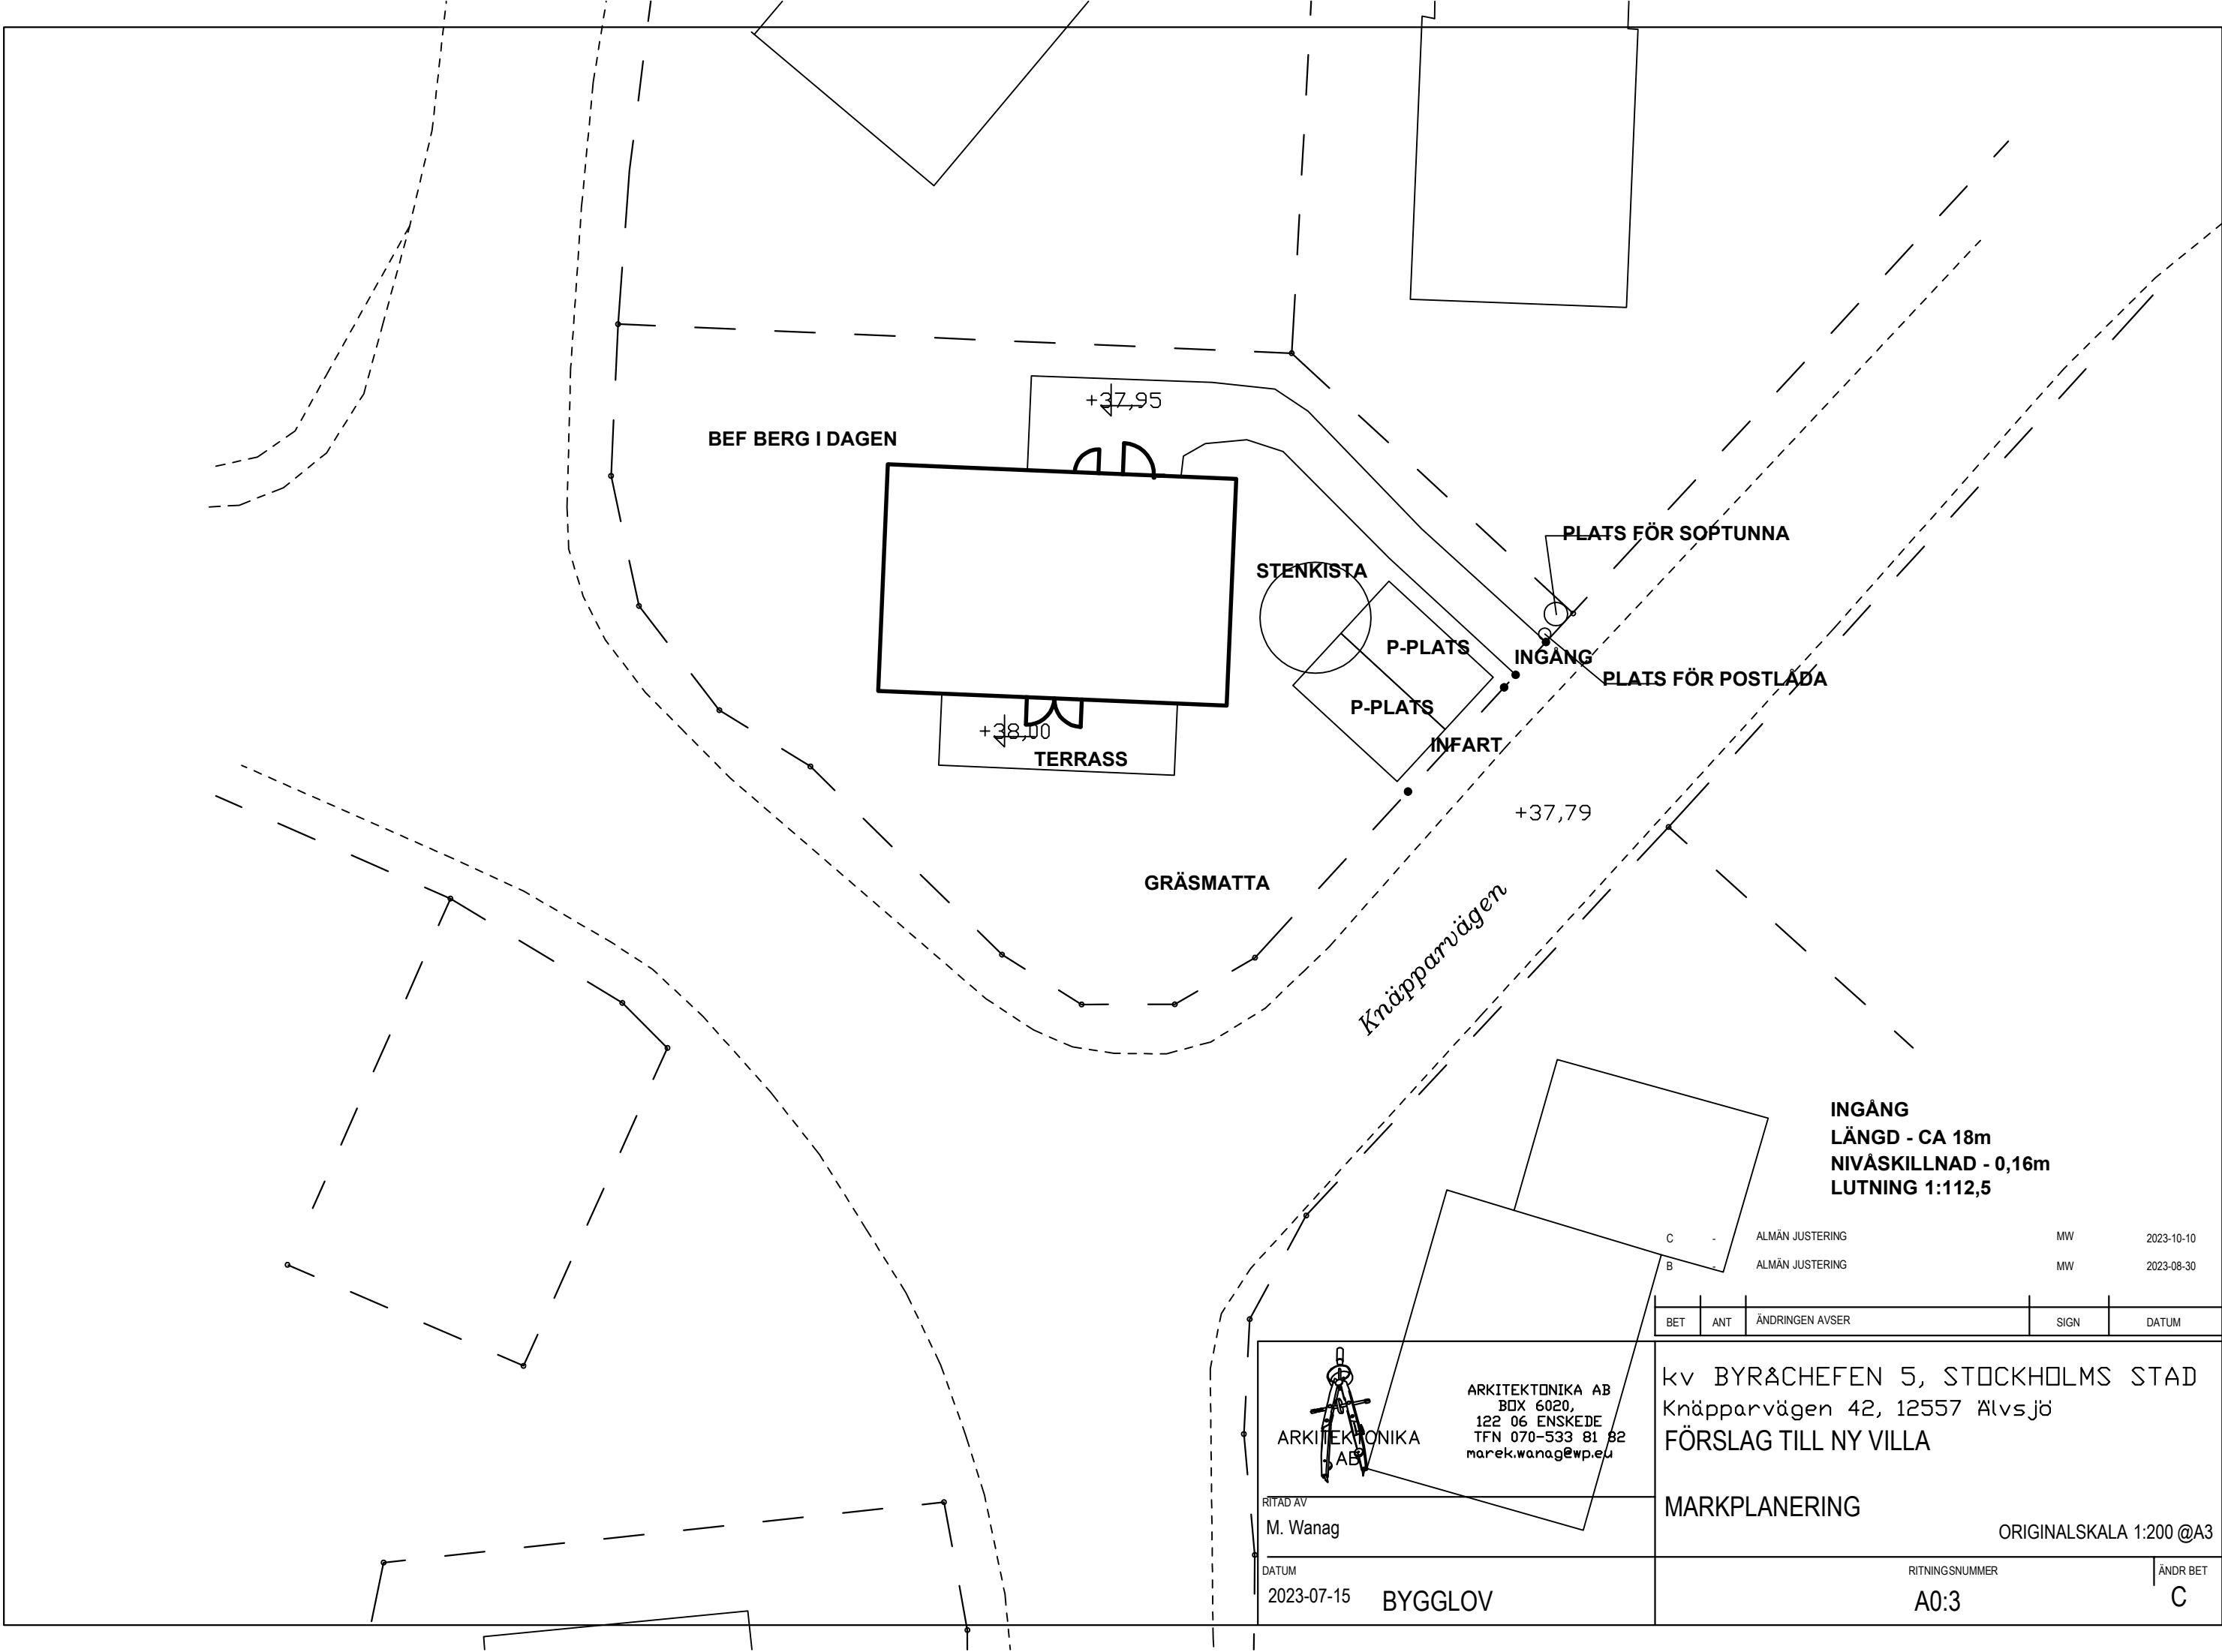 +37,95
BEF BERG I DAGEN
PLATS FÖR SOPTUNNA
STENKISTA
P-PLATS
INGÅNG
PLATS FÖR POSTLÅDA
P-PLATS
+38,00
INFART
TERRASS
+37,79
GRÄSMATTA
Knäpparvägen
INGÅNG
LÄNGD - CA 18m
NIVÅSKILLNAD - 0,16m
LUTNING 1:112,5
C - ALMÄN JUSTERING MW 2023-10-10
B - ALMÄN JUSTERING MW 2023-08-30
BET ANT ÄNDRINGEN AVSER SIGN DATUM
ARKITEKTONIKA
AB
ARKITEKTONIKA AB
BOX 6020,
122 06 ENSKEDE
TFN 070-533 81 82
marek.wanag@wp.eu
kv BYRÅCHEFEN 5, STOCKHOLMS STAD
Knäpparvägen 42, 12557 Älvsjö
FÖRSLAG TILL NY VILLA
MARKPLANERING
ORIGINALSKALA 1:200 @A3
RITAD AV
M. Wanag
DATUM
2023-07-15 BYGGLOV
RITNINGSNUMMER
A0:3
ÄNDR BET
C